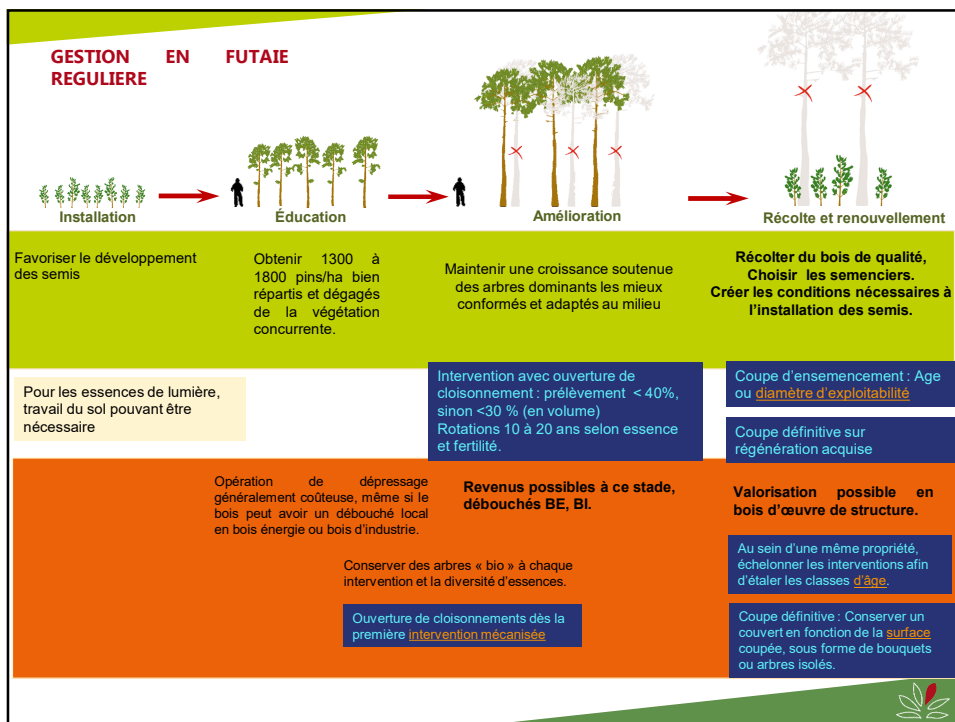 GESTION EN FUTAIE
REGULIERE
Installation
Éducation
Amélioration
Récolte et renouvellement
Favoriser le développement
des semis
Obtenir 1300 à
1800 pins/ha bien
répartis et dégagés
de la végétation
concurrente.
Maintenir une croissance soutenue
des arbres dominants les mieux
conformés et adaptés au milieu
Récolter du bois de qualité,
Choisir les semenciers.
Créer les conditions nécessaires à
l'installation des semis.
Pour les essences de lumière,
travail du sol pouvant être
nécessaire
Intervention avec ouverture de
cloisonnement : prélèvement < 40%,
sinon <30 % (en volume)
Rotations 10 à 20 ans selon essence
et fertilité.
Coupe d'ensemencement : Age
ou diamètre d'exploitabilité
Coupe définitive sur
régénération acquise
Opération de dépressage
généralement coûteuse, même si le
bois peut avoir un débouché local
en bois énergie ou bois d'industrie.
Revenus possibles à ce stade,
débouchés BE, BI.
Valorisation possible en
bois d'œuvre de structure.
Conserver des arbres « bio » à chaque
intervention et la diversité d'essences.
Ouverture de cloisonnements dès la
première intervention mécanisée
Au sein d'une même propriété,
échelonner les interventions afin
d'étaler les classes d'âge.
Coupe définitive : Conserver un
couvert en fonction de la surface
coupée, sous forme de bouquets
ou arbres isolés.